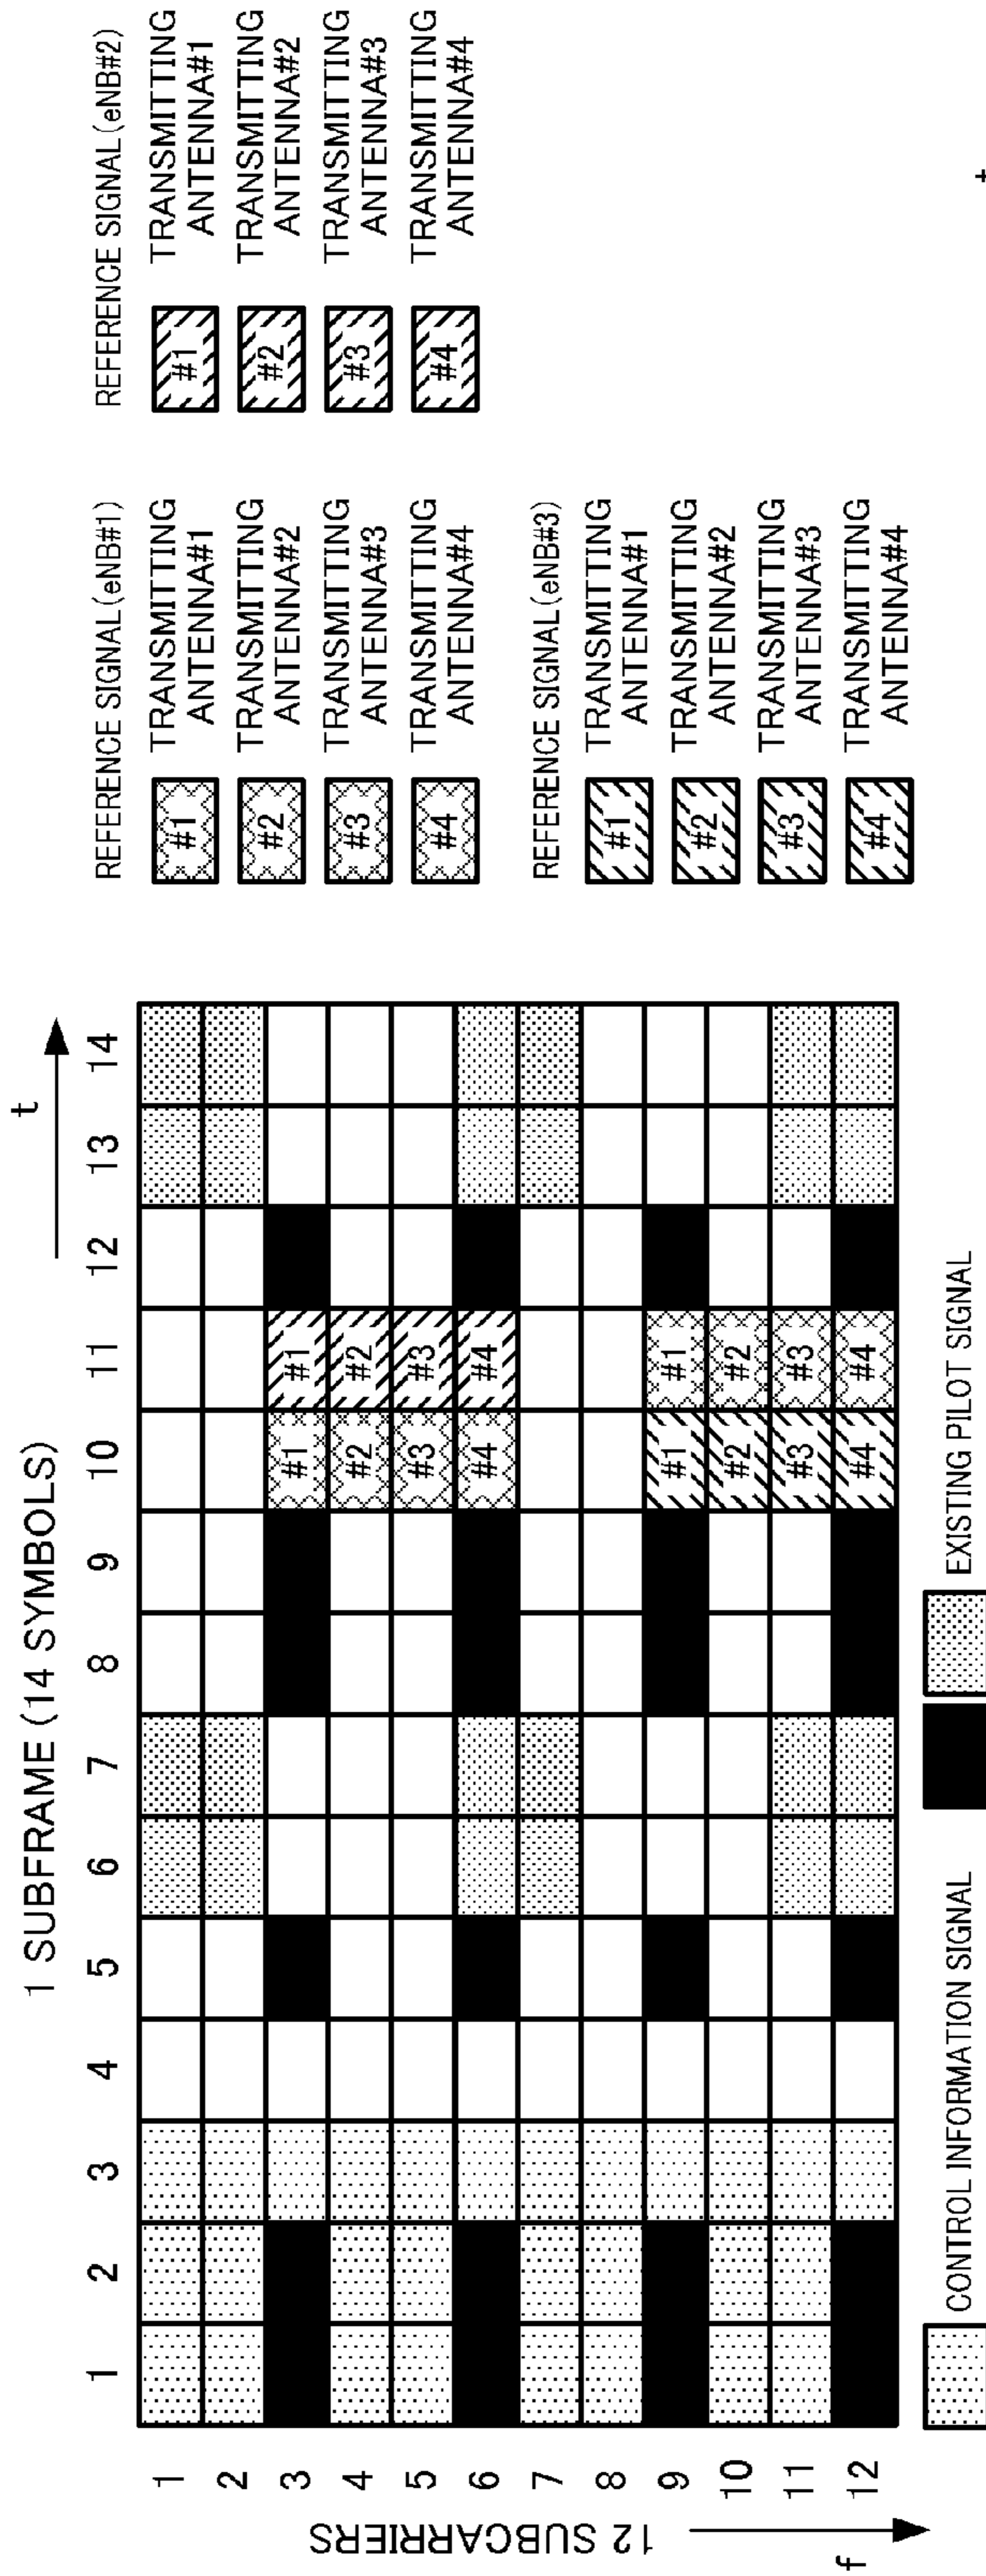 1 SUBFRAME (14 SYMBOLS)
t
1 2 3 4 5 6 7 8 9 10 11 12 13 14
12 SUBCARRIERS
f
1
2
3 #1 #1
4 #2 #2
5 #3 #3
6 #4 #4
7
8
9 #1 #1
10 #2 #2
11 #3 #3
12 #4 #4
CONTROL INFORMATION SIGNAL
EXISTING PILOT SIGNAL
REFERENCE SIGNAL(eNB#1)
#1 TRANSMITTING
ANTENNA#1
#2 TRANSMITTING
ANTENNA#2
#3 TRANSMITTING
ANTENNA#3
#4 TRANSMITTING
ANTENNA#4
REFERENCE SIGNAL(eNB#2)
#1 TRANSMITTING
ANTENNA#1
#2 TRANSMITTING
ANTENNA#2
#3 TRANSMITTING
ANTENNA#3
#4 TRANSMITTING
ANTENNA#4
REFERENCE SIGNAL(eNB#3)
#1 TRANSMITTING
ANTENNA#1
#2 TRANSMITTING
ANTENNA#2
#3 TRANSMITTING
ANTENNA#3
#4 TRANSMITTING
ANTENNA#4